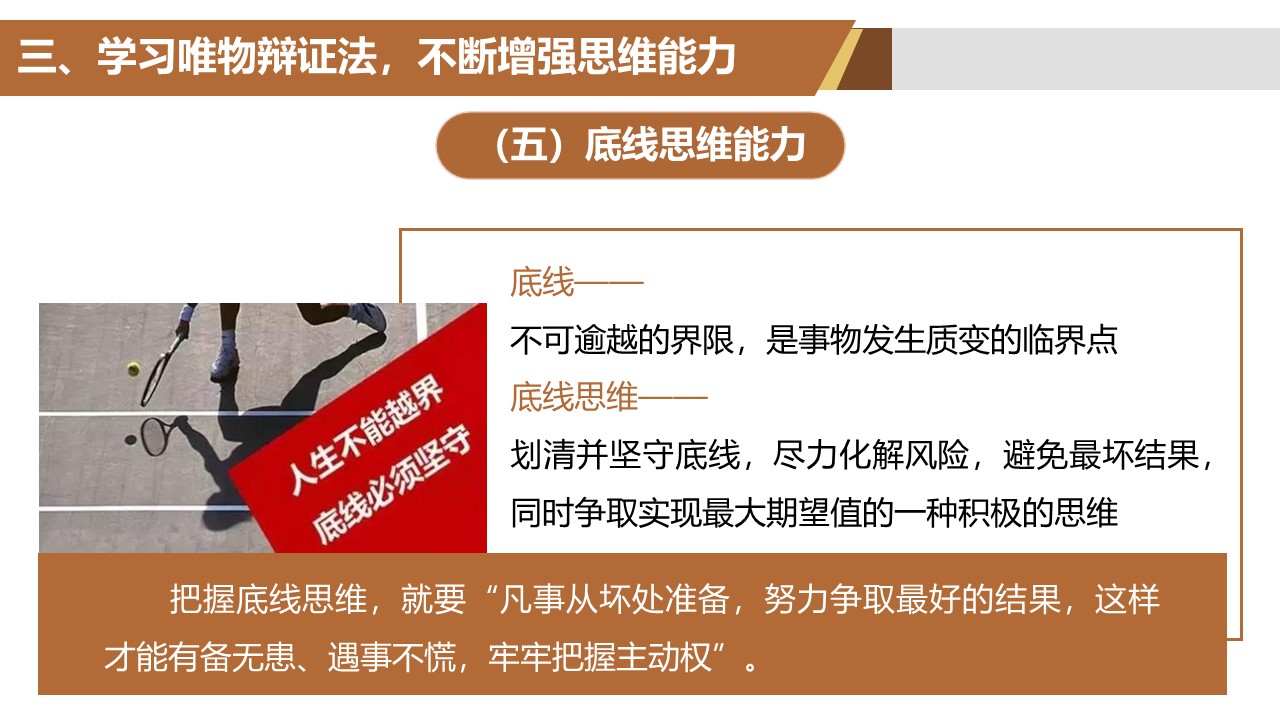 三、学习唯物辩证法，不断增强思维能力
（五）底线思维能力
底线——
不可逾越的界限，是事物发生质变的临界点
底线思维——
划清并坚守底线，尽力化解风险，避免最坏结果，
同时争取实现最大期望值的一种积极的思维
人生不能越界
底线必须坚守
把握底线思维，就要“凡事从坏处准备，努力争取最好的结果，这样
才能有备无患、遇事不慌，牢牢把握主动权”。